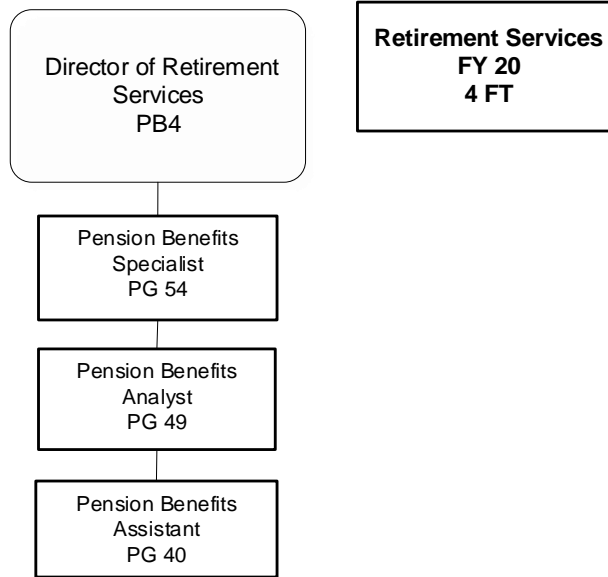 Director of Retirement
Services
PB4
Retirement Services
FY 20
4 FT
Pension Benefits
Specialist
PG 54
Pension Benefits
Analyst
PG 49
Pension Benefits
Assistant
PG 40